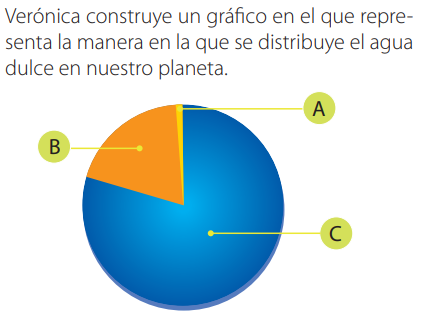 Verónica construye un gráfico en el que repre-
senta la manera en la que se distribuye el agua
dulce en nuestro planeta.
A
B
C